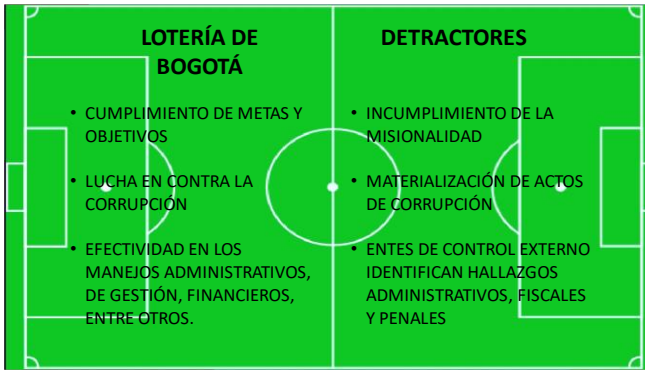 LOTERÍA DE
BOGOTÁ
• CUMPLIMIENTO DE METAS Y
OBJETIVOS
• LUCHA EN CONTRA LA
CORRUPCIÓN
• EFECTIVIDAD EN LOS
MANEJOS ADMINISTRATIVOS,
DE GESTIÓN, FINANCIEROS,
ENTRE OTROS.
DETRACTORES
• INCUMPLIMIENTO DE LA
MISIONALIDAD
• MATERIALIZACIÓN DE ACTOS
DE CORRUPCIÓN
• ENTES DE CONTROL EXTERNO
IDENTIFICAN HALLAZGOS
ADMINISTRATIVOS, FISCALES
Y PENALES